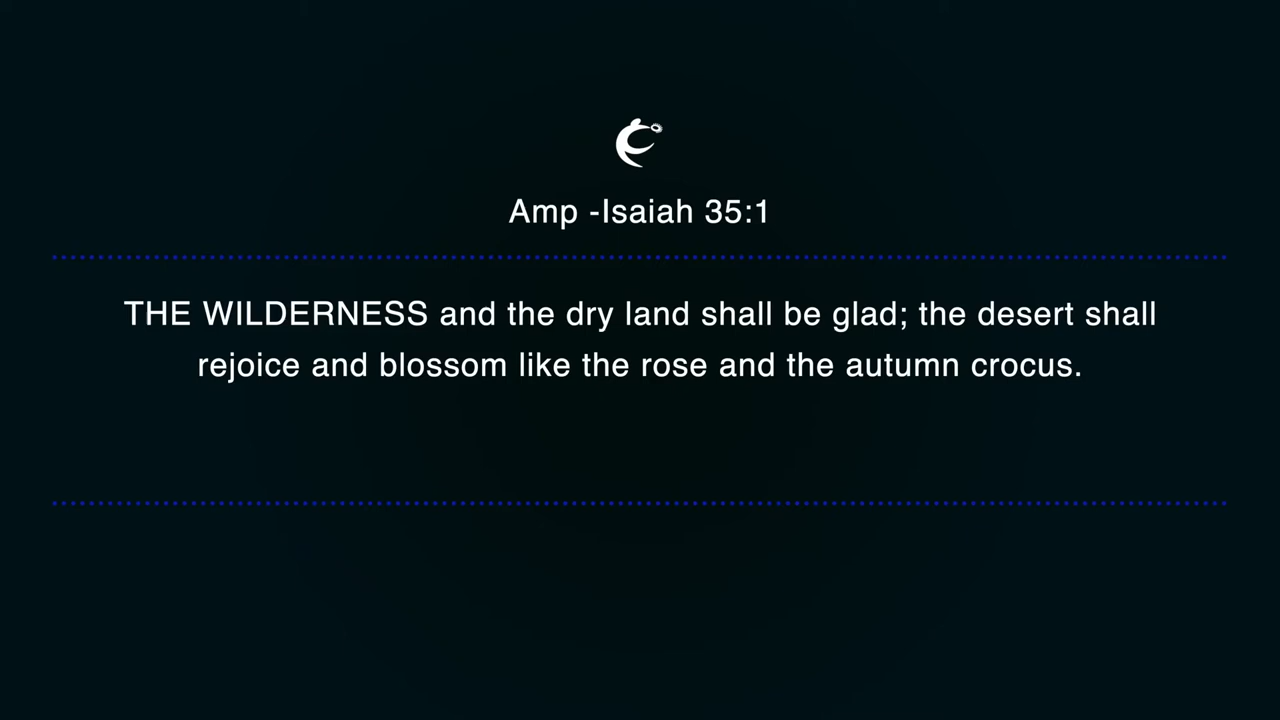 Amp -Isaiah 35:1
THE WILDERNESS and the dry land shall be glad; the desert shall
rejoice and blossom like the rose and the autumn crocus.